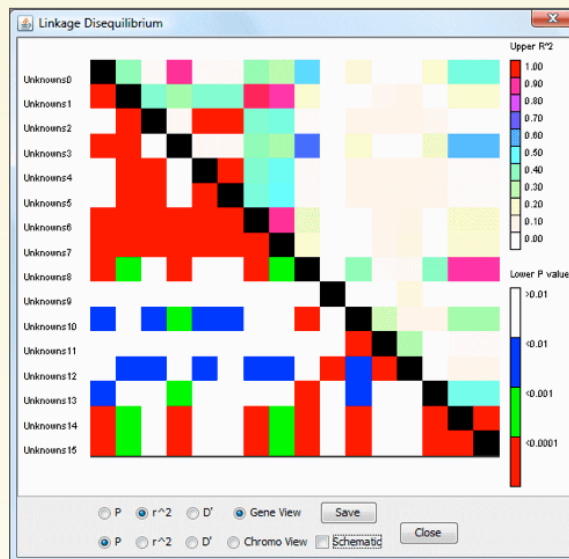 Linkage Disequilibrium
Upper R^2
Unknowns0
Unknowns1
Unknowns2
Unknowns3
Unknowns4
Unknowns5
Unknowns6
Unknowns7
Unknowns8
Unknowns9
Unknowns10
Unknowns11
Unknowns12
Unknowns13
Unknowns14
Unknowns15
1.00
0.90
0.80
0.70
0.60
0.50
0.40
0.30
0.20
0.10
0.00
Lower P value
>0.01
<0.01
<0.001
<0.0001
P r^2 D' Gene View Save
P r^2 D' Chromo View Schematic Close